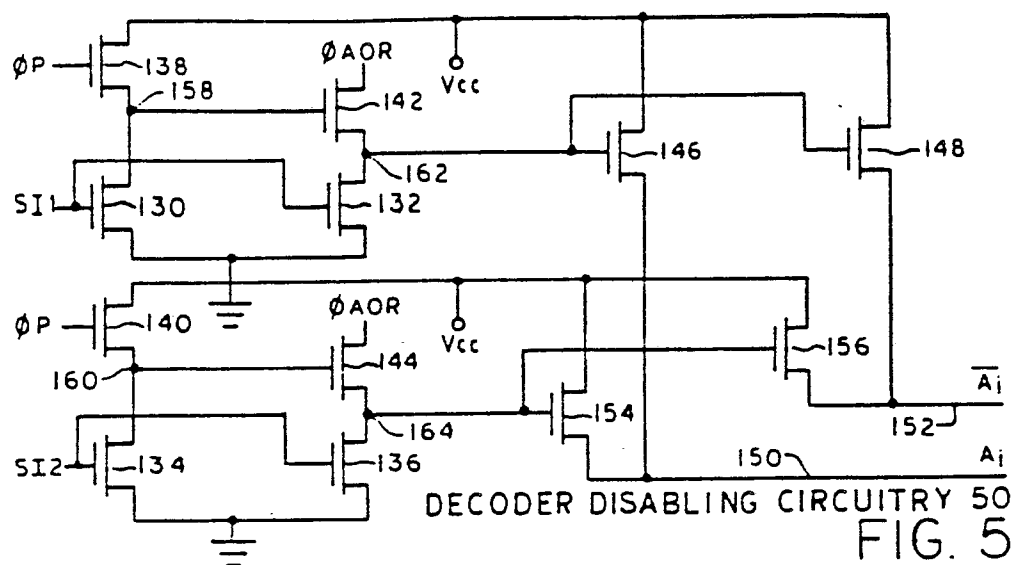 ØP
138
158
ØAOR
142
Vcc
146
148
162
SI1
130
132
ØP
140
ØAOR
Vcc
156
160
144
Ai
154
152
164
SI2
134
136
150
Ai
DECODER DISABLING CIRCUITRY 50
FIG. 5